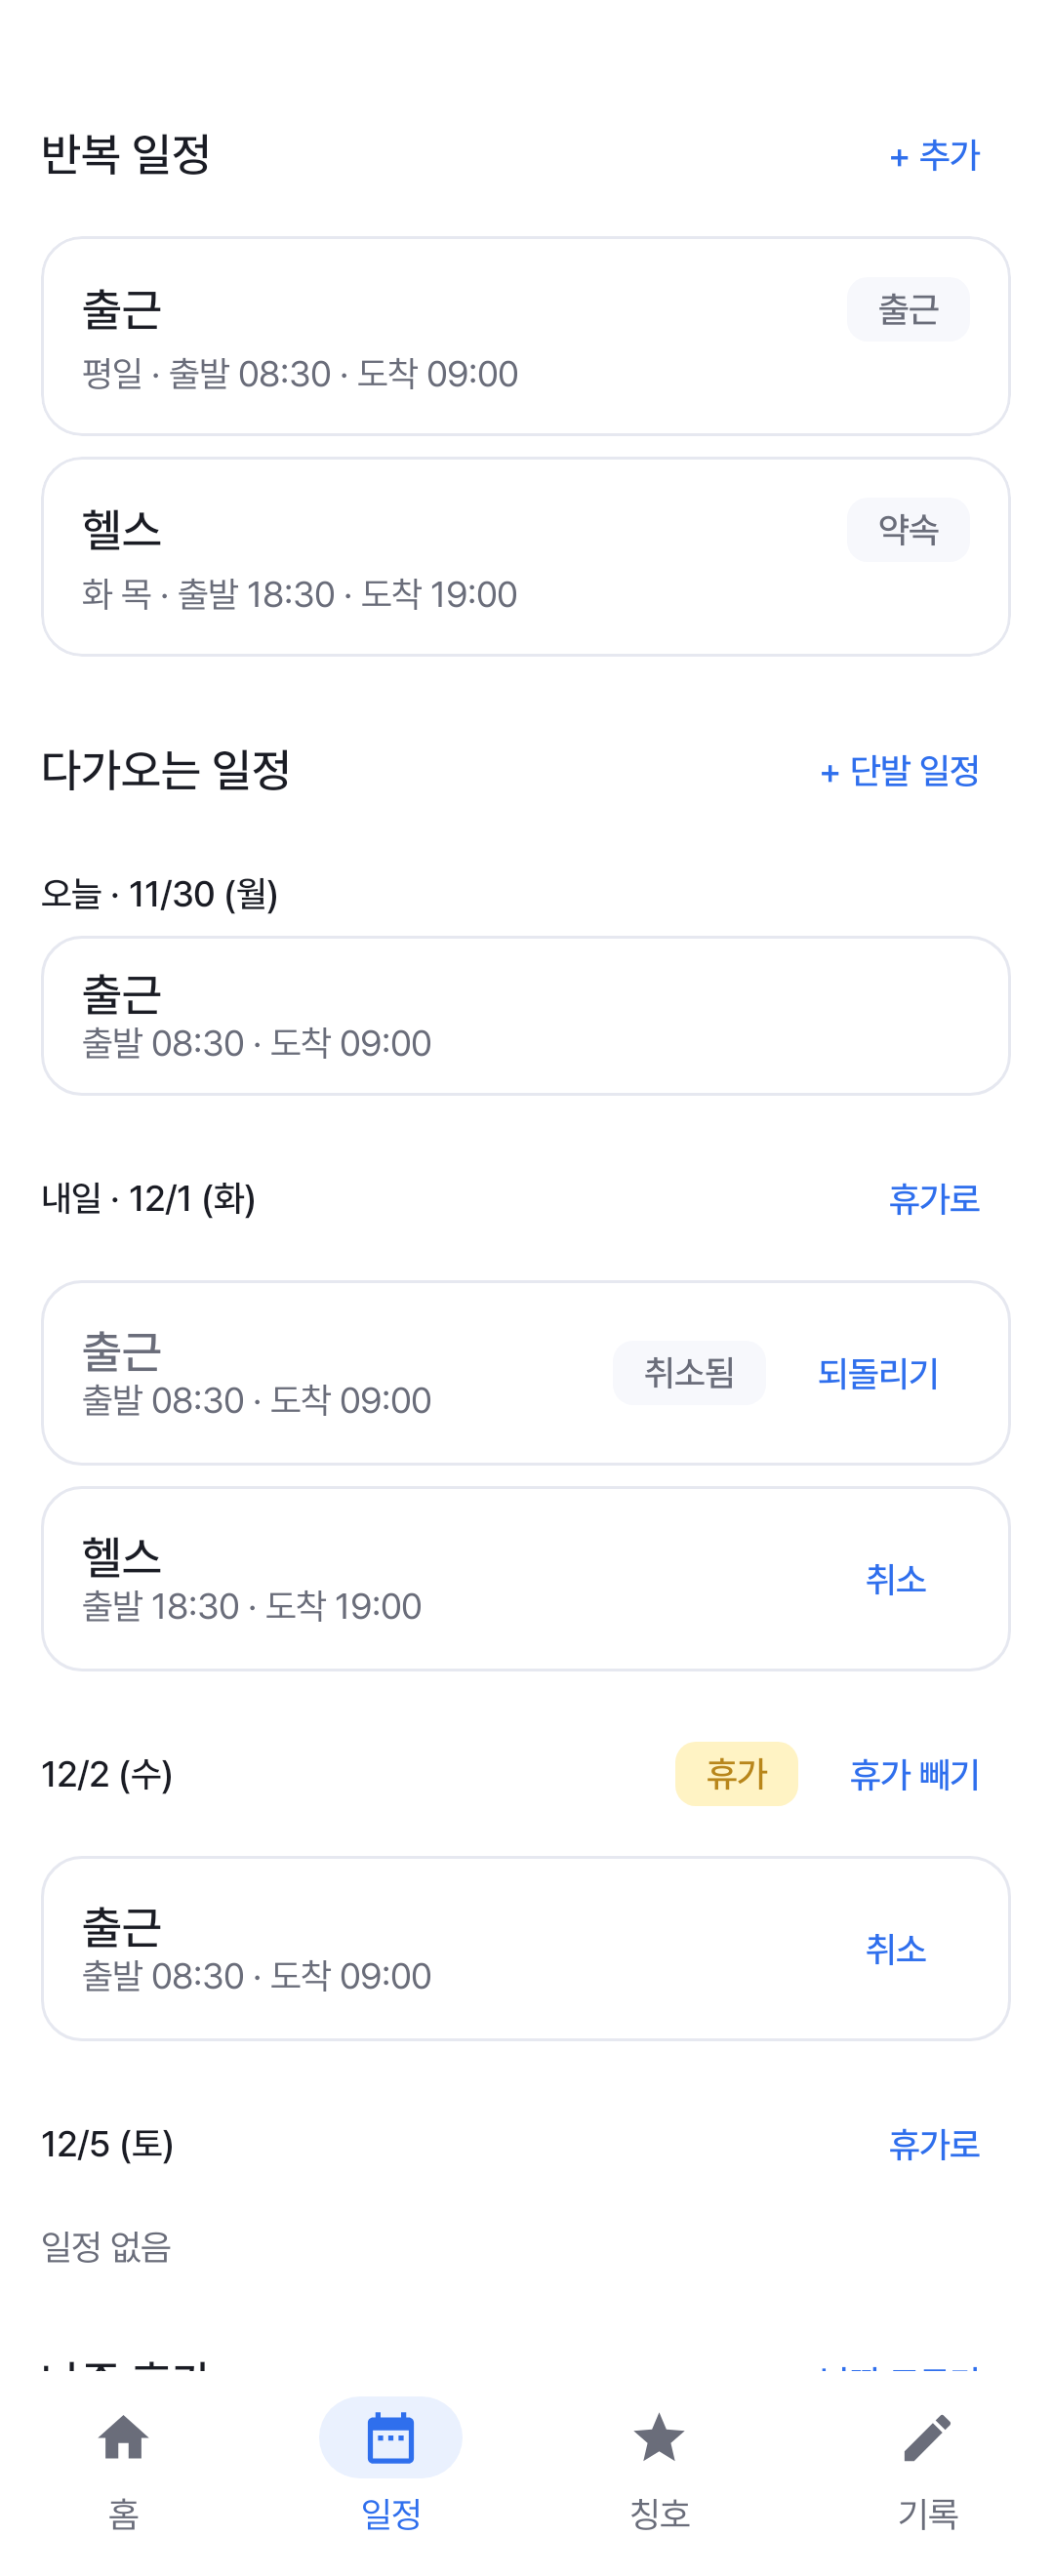 반복 일정
+ 추가
출근
출근
평일 · 출발 08:30 · 도착 09:00
헬스
약속
화 목 · 출발 18:30 · 도착 19:00
다가오는 일정
+ 단발 일정
오늘 · 11/30 (월)
출근
출발 08:30 · 도착 09:00
내일 · 12/1 (화)
휴가로
출근
출발 08:30 · 도착 09:00
취소됨
되돌리기
헬스
출발 18:30 · 도착 19:00
취소
12/2 (수)
휴가
휴가 빼기
출근
출발 08:30 · 도착 09:00
취소
12/5 (토)
휴가로
일정 없음
홈
일정
칭호
기록